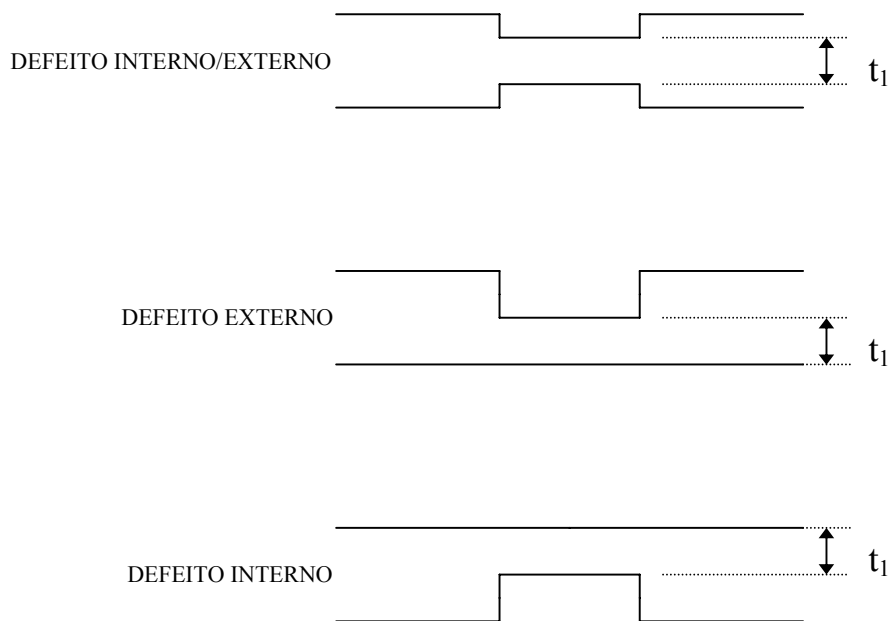 DEFEITO INTERNO/EXTERNO
t1
DEFEITO EXTERNO
t1
DEFEITO INTERNO
t1